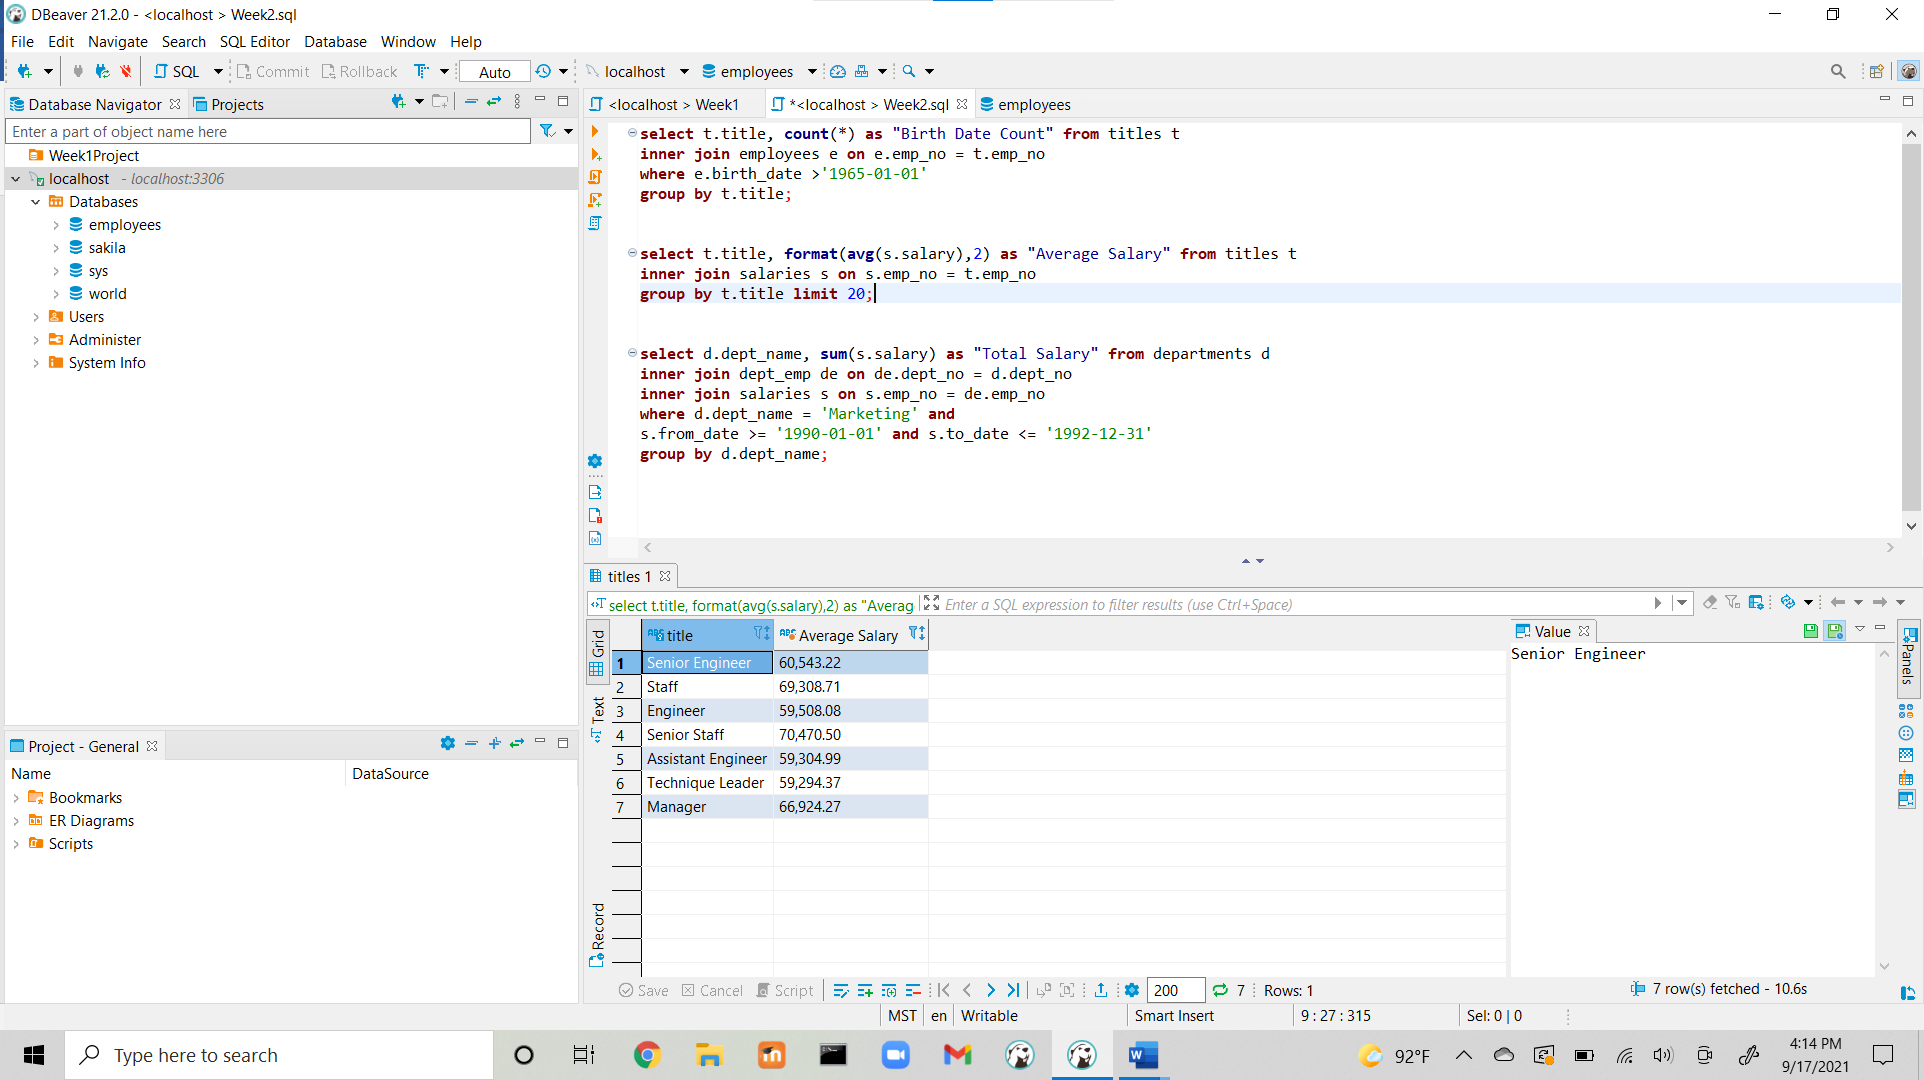 DBeaver 21.2.0 - <localhost > Week2.sql
File Edit Navigate Search SQL Editor Database Window Help
SQL Commit Rollback Auto localhost employees
Database Navigator Projects
Enter a part of object name here
Week1Project
localhost - localhost:3306
Databases
employees
sakila
sys
world
Users
Administer
System Info
Project - General
Name DataSource
Bookmarks
ER Diagrams
Scripts
<localhost > Week1 *<localhost > Week2.sql employees
select t.title, count(*) as "Birth Date Count" from titles t
inner join employees e on e.emp_no = t.emp_no
where e.birth_date >'1965-01-01'
group by t.title;
select t.title, format(avg(s.salary),2) as "Average Salary" from titles t
inner join salaries s on s.emp_no = t.emp_no
group by t.title limit 20;
select d.dept_name, sum(s.salary) as "Total Salary" from departments d
inner join dept_emp de on de.dept_no = d.dept_no
inner join salaries s on s.emp_no = de.emp_no
where d.dept_name = 'Marketing' and
s.from_date >= '1990-01-01' and s.to_date <= '1992-12-31'
group by d.dept_name;
titles 1
select t.title, format(avg(s.salary),2) as "Averag Enter a SQL expression to filter results (use Ctrl+Space)
Grid
Text
Record
title Average Salary
1 Senior Engineer 60,543.22
2 Staff 69,308.71
3 Engineer 59,508.08
4 Senior Staff 70,470.50
5 Assistant Engineer 59,304.99
6 Technique Leader 59,294.37
7 Manager 66,924.27
Value
Senior Engineer
Panels
Save Cancel Script 200 7 Rows: 1 7 row(s) fetched - 10.6s
MST en Writable Smart Insert 9 : 27 : 315 Sel: 0 | 0
Type here to search
92°F
4:14 PM
9/17/2021